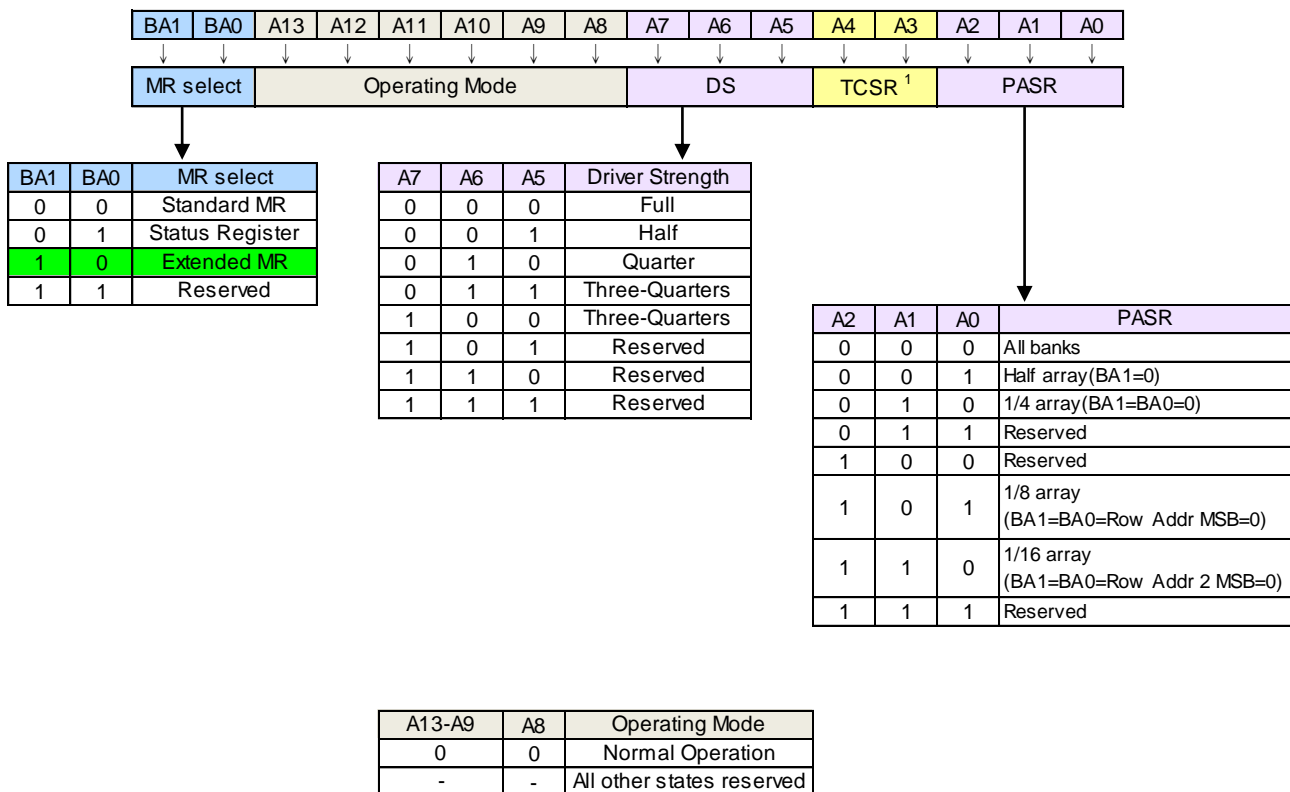 BA1 BA0 A13 A12 A11 A10 A9 A8 A7 A6 A5 A4 A3 A2 A1 A0
MR select Operating Mode DS TCSR 1 PASR
BA1 BA0 MR select
0 0 Standard MR
0 1 Status Register
1 0 Extended MR
1 1 Reserved
A7 A6 A5 Driver Strength
0 0 0 Full
0 0 1 Half
0 1 0 Quarter
0 1 1 Three-Quarters
1 0 0 Three-Quarters
1 0 1 Reserved
1 1 0 Reserved
1 1 1 Reserved
A2 A1 A0 PASR
0 0 0 All banks
0 0 1 Half array(BA1=0)
0 1 0 1/4 array(BA1=BA0=0)
0 1 1 Reserved
1 0 0 Reserved
1 0 1 1/8 array
(BA1=BA0=Row Addr MSB=0)
1 1 0 1/16 array
(BA1=BA0=Row Addr 2 MSB=0)
1 1 1 Reserved
A13-A9 A8 Operating Mode
0 0 Normal Operation
- - All other states reserved